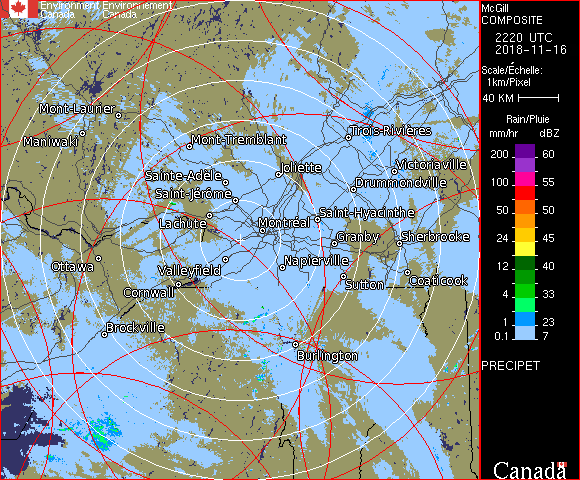 Environment Environnement
Canada Canada
McGill
COMPOSITE
2220 UTC
2018-11-16
Scale/Échelle:
1km/Pixel
40 KM
Rain/Pluie
mm/hr dBZ
200 60
100 55
50 50
24 45
12 40
4 33
1 23
0.1 7
PRECIPET
Canada
Mont-Laurier
Maniwaki
Mont-Tremblant
Trois-Rivières
Joliette
Victoriaville
Sainte-Adèle
Drummondville
Saint-Jérôme
Saint-Hyacinthe
Lachute
Montréal
Granby
Sherbrooke
Ottawa
Valleyfield
Napierville
Cornwall
Sutton
Coaticook
Brockville
Burlington